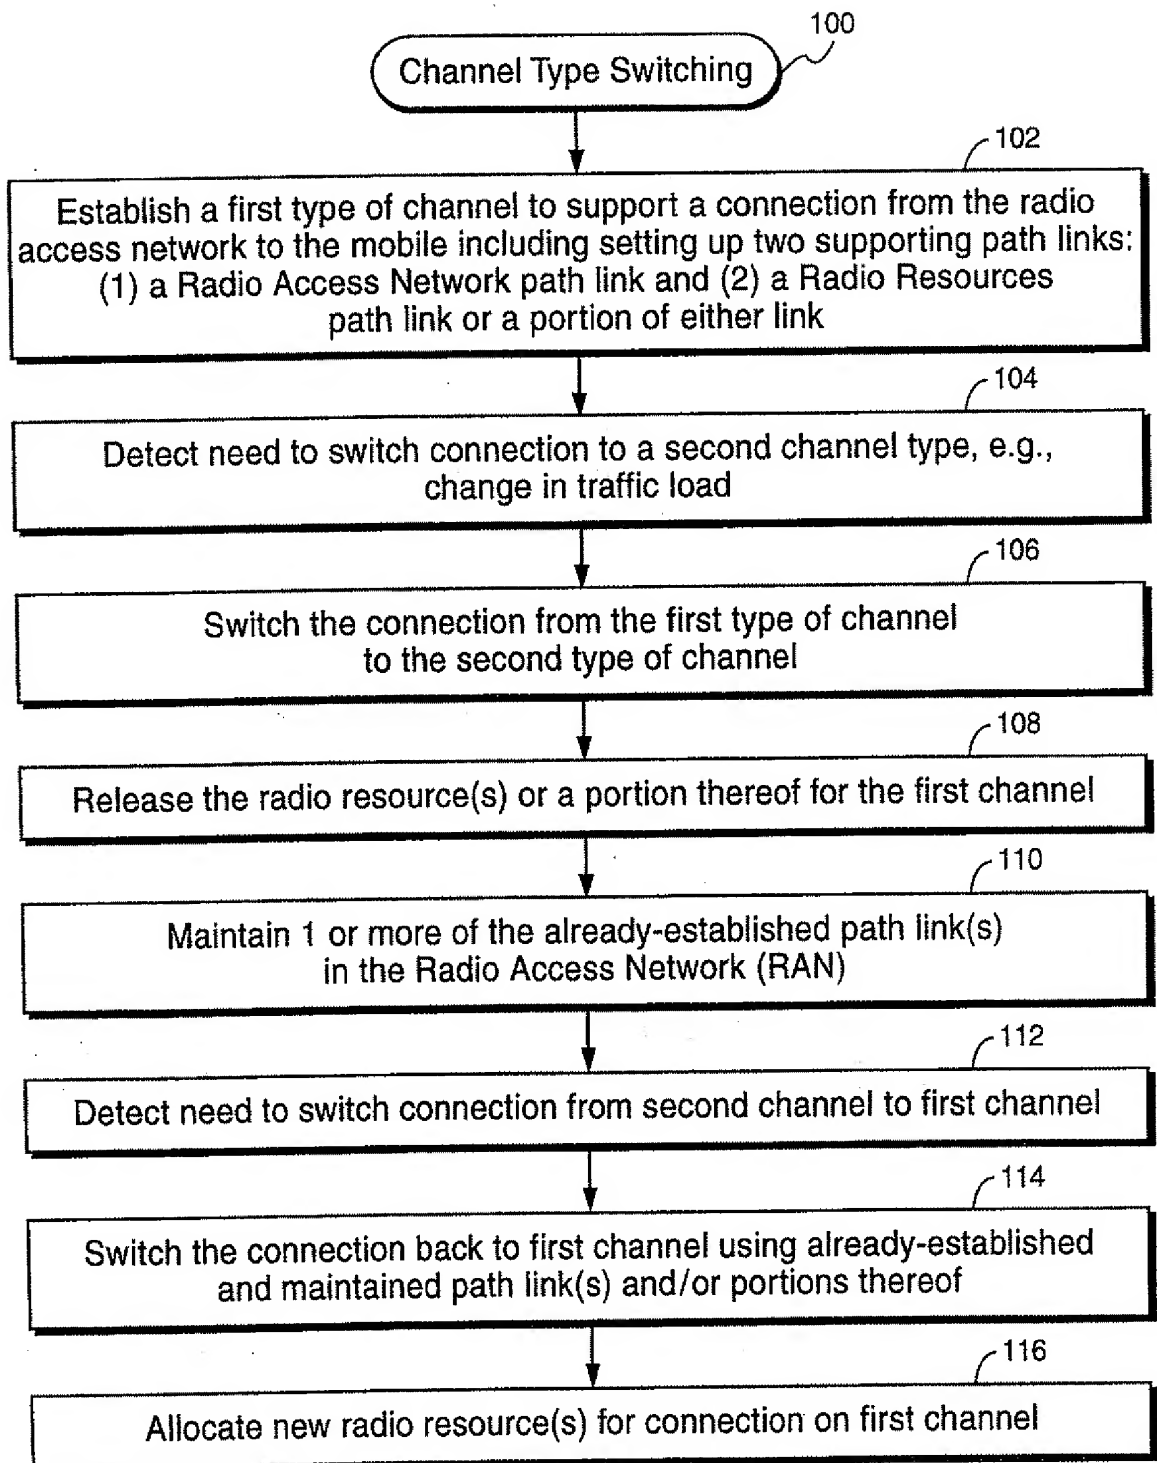 100
Channel Type Switching
102
Establish a first type of channel to support a connection from the radio
access network to the mobile including setting up two supporting path links:
(1) a Radio Access Network path link and (2) a Radio Resources
path link or a portion of either link
104
Detect need to switch connection to a second channel type, e.g.,
change in traffic load
106
Switch the connection from the first type of channel
to the second type of channel
108
Release the radio resource(s) or a portion thereof for the first channel
110
Maintain 1 or more of the already-established path link(s)
in the Radio Access Network (RAN)
112
Detect need to switch connection from second channel to first channel
114
Switch the connection back to first channel using already-established
and maintained path link(s) and/or portions thereof
116
Allocate new radio resource(s) for connection on first channel